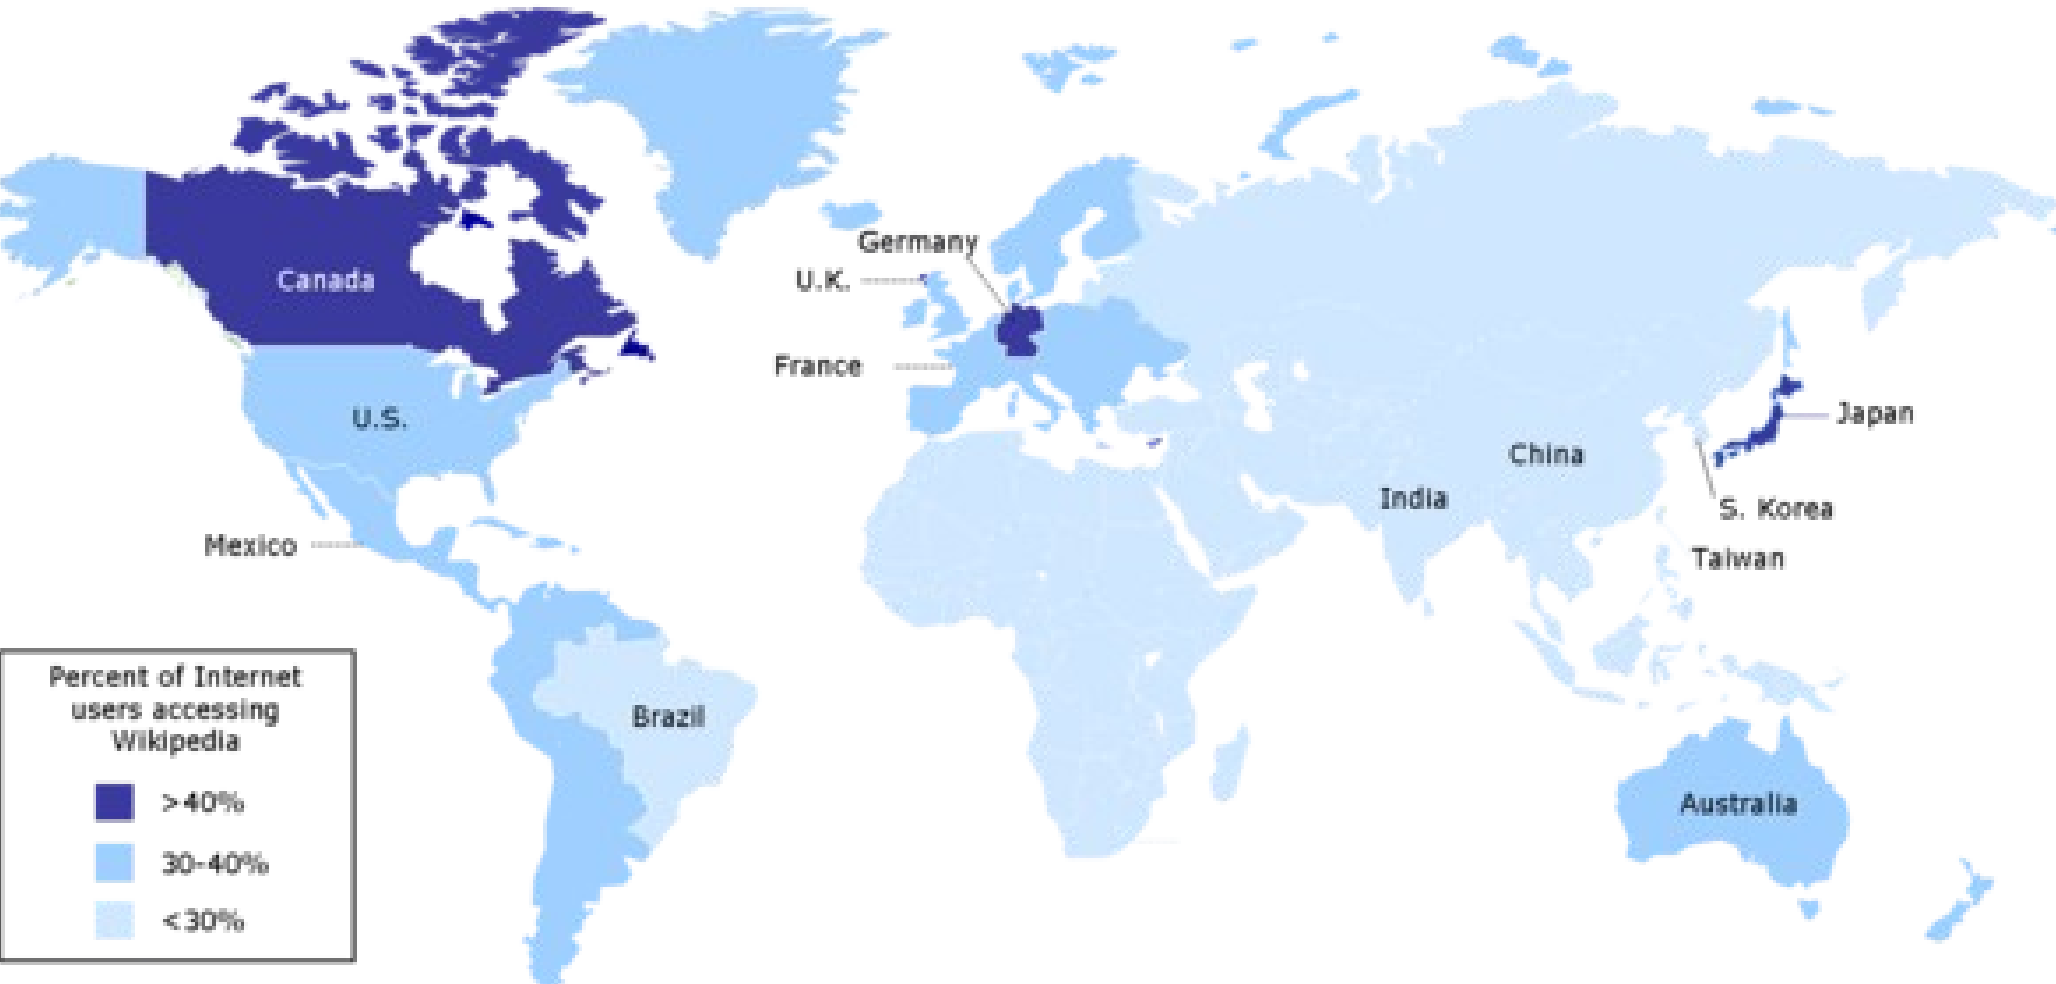 Germany
U.K.
Canada
France
U.S.
Japan
China
India
S. Korea
Mexico
Taiwan
Percent of Internet
users accessing
Wikipedia
>40%
30-40%
<30%
Brazil
Australia